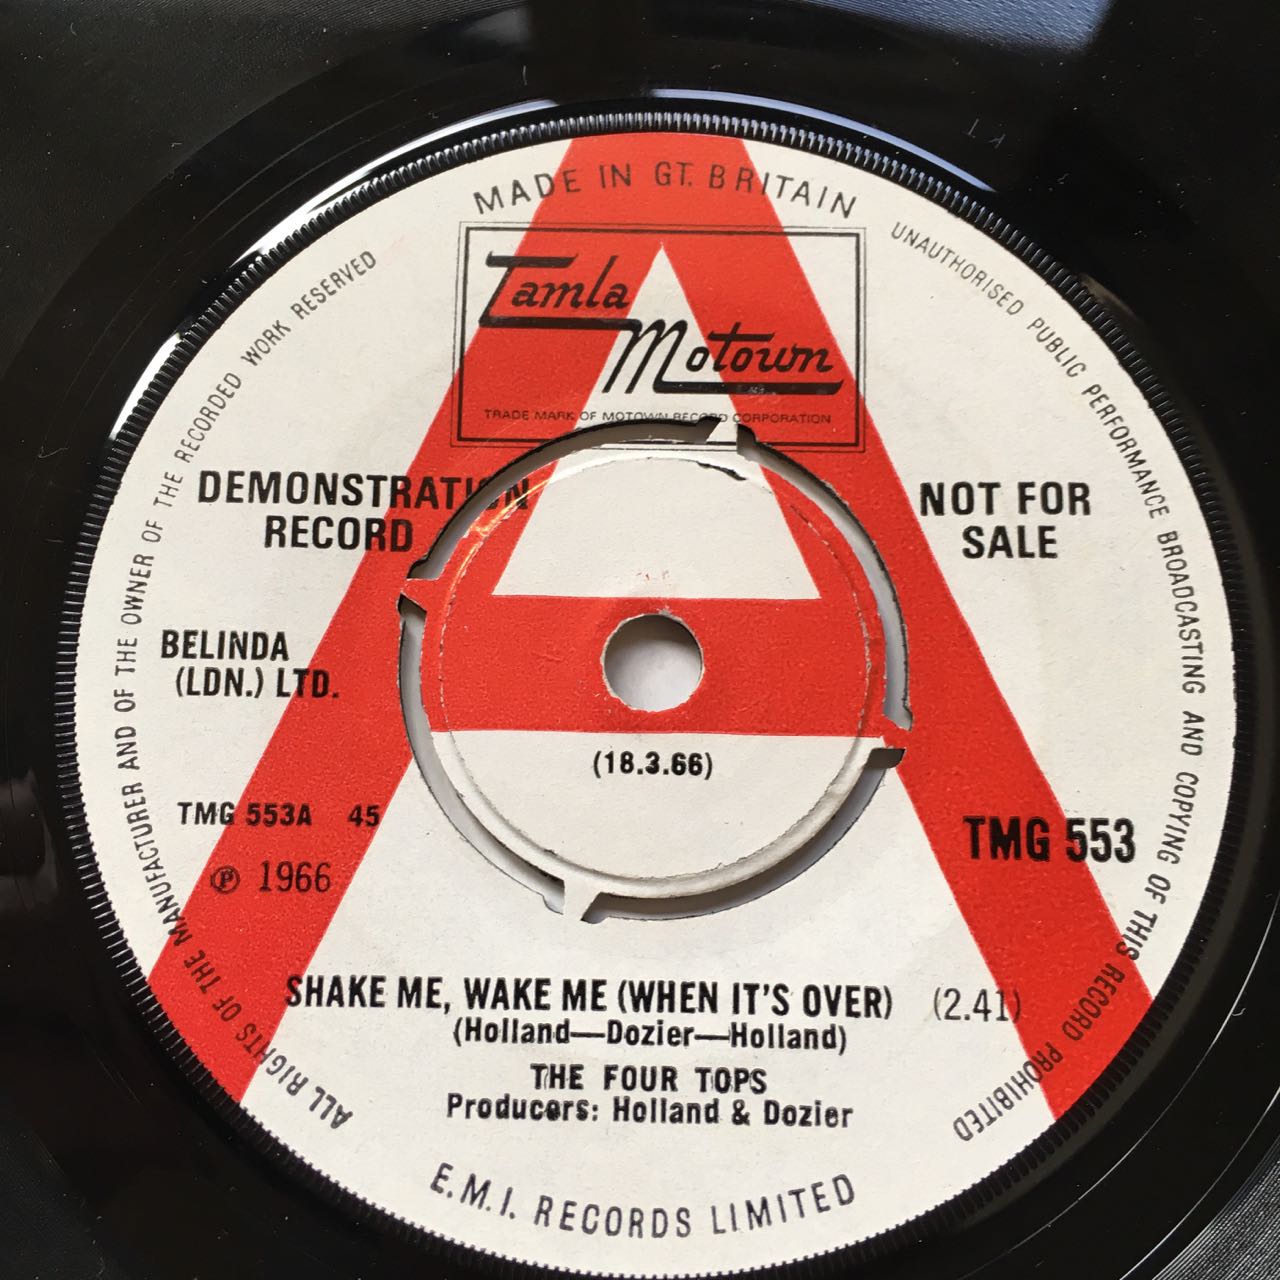 MADE IN GT. BRITAIN
Tamla
Motown
TRADE MARK OF MOTOWN RECORD CORPORATION
DEMONSTRATION
RECORD
NOT FOR
SALE
BELINDA
(LDN.) LTD.
(18.3.66)
TMG 553A 45
℗ 1966
TMG 553
SHAKE ME, WAKE ME (WHEN IT'S OVER) (2.41)
(Holland—Dozier—Holland)
THE FOUR TOPS
Producers: Holland & Dozier
E.M.I. RECORDS LIMITED
ALL RIGHTS OF THE MANUFACTURER AND OF THE OWNER OF THE RECORDED WORK RESERVED
UNAUTHORISED PUBLIC PERFORMANCE BROADCASTING AND COPYING OF THIS RECORD PROHIBITED